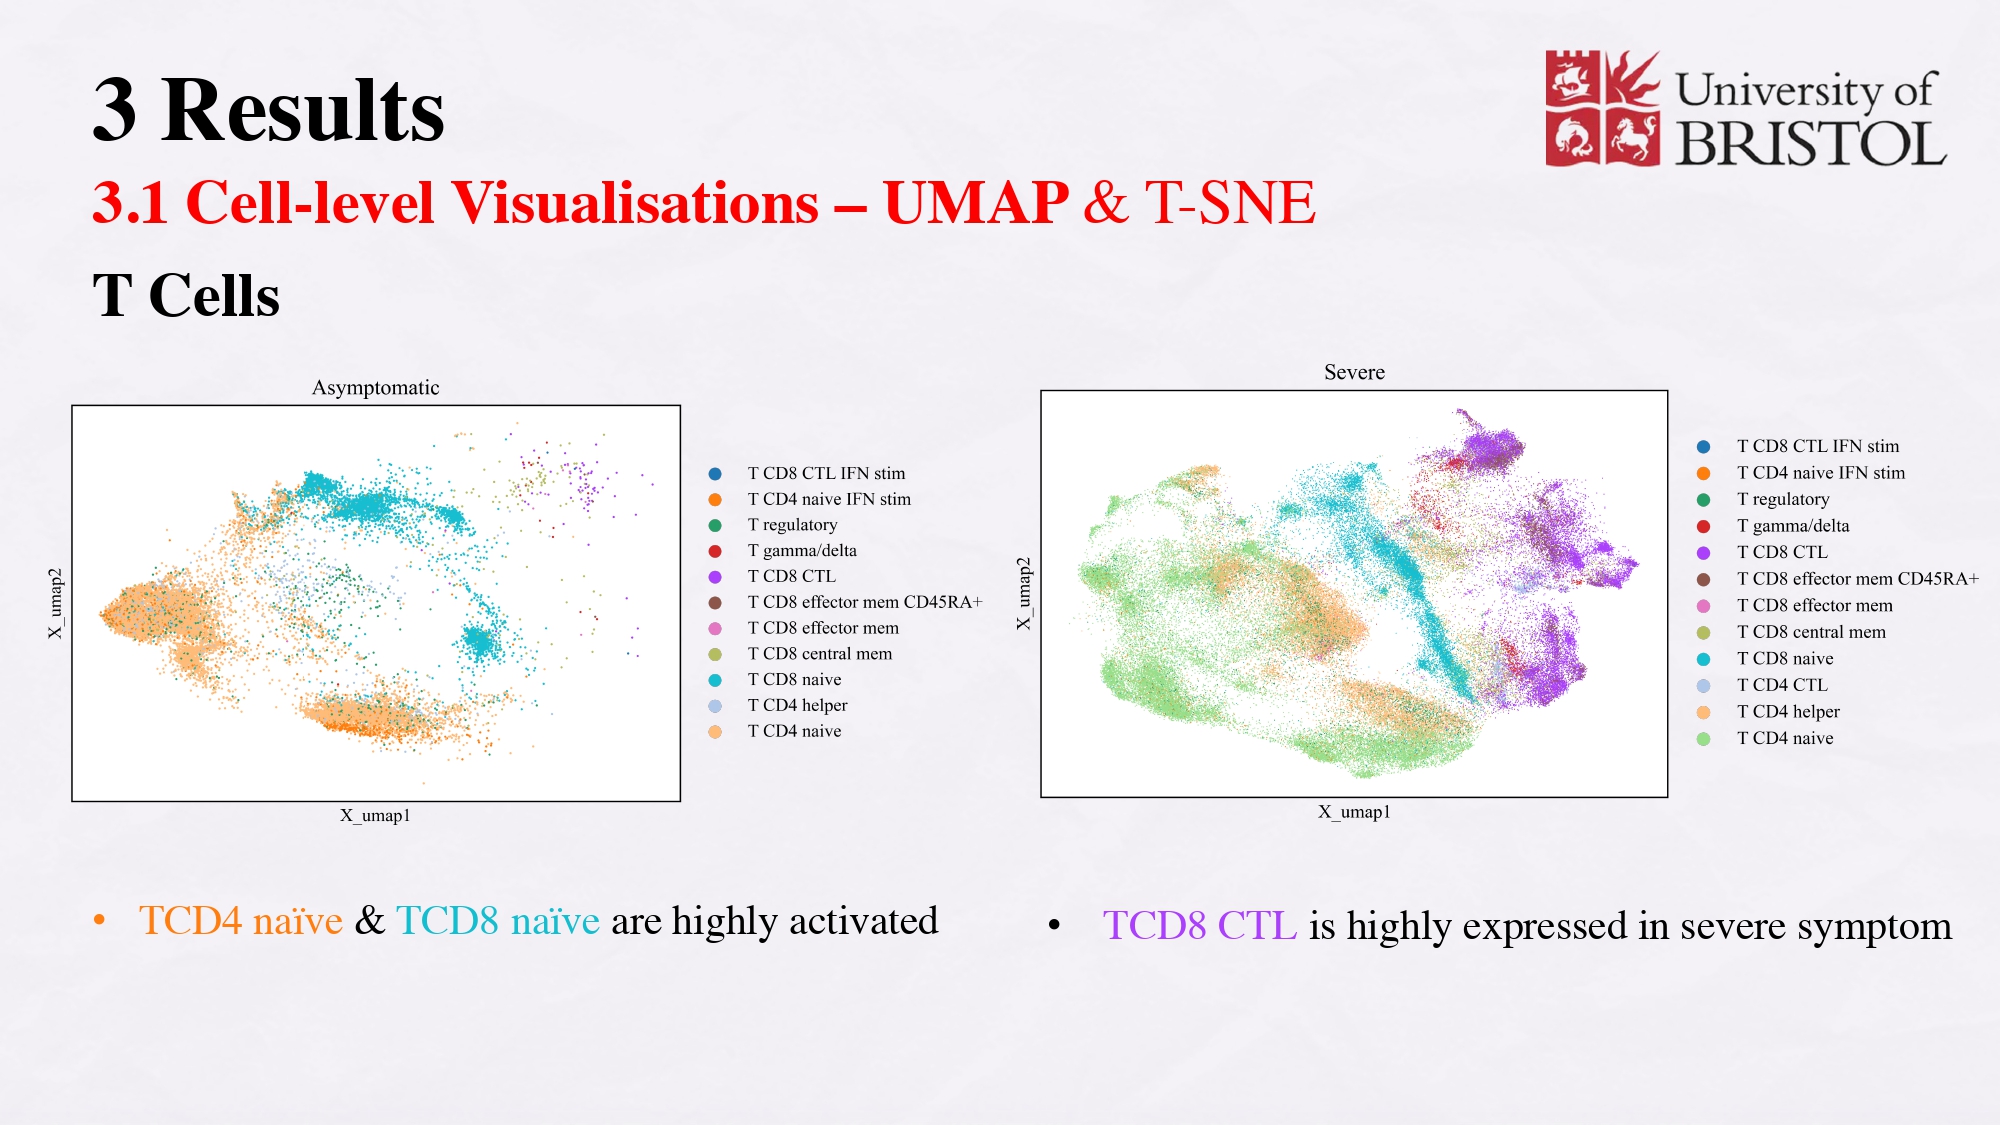 3 Results
University of
BRISTOL
3.1 Cell-level Visualisations – UMAP & T-SNE
T Cells
Asymptomatic
X_umap2
X_umap1
T CD8 CTL IFN stim
T CD4 naive IFN stim
T regulatory
T gamma/delta
T CD8 CTL
T CD8 effector mem CD45RA+
T CD8 effector mem
T CD8 central mem
T CD8 naive
T CD4 helper
T CD4 naive
Severe
X_umap2
X_umap1
T CD8 CTL IFN stim
T CD4 naive IFN stim
T regulatory
T gamma/delta
T CD8 CTL
T CD8 effector mem CD45RA+
T CD8 effector mem
T CD8 central mem
T CD8 naive
T CD4 CTL
T CD4 helper
T CD4 naive
• TCD4 naïve & TCD8 naïve are highly activated
• TCD8 CTL is highly expressed in severe symptom